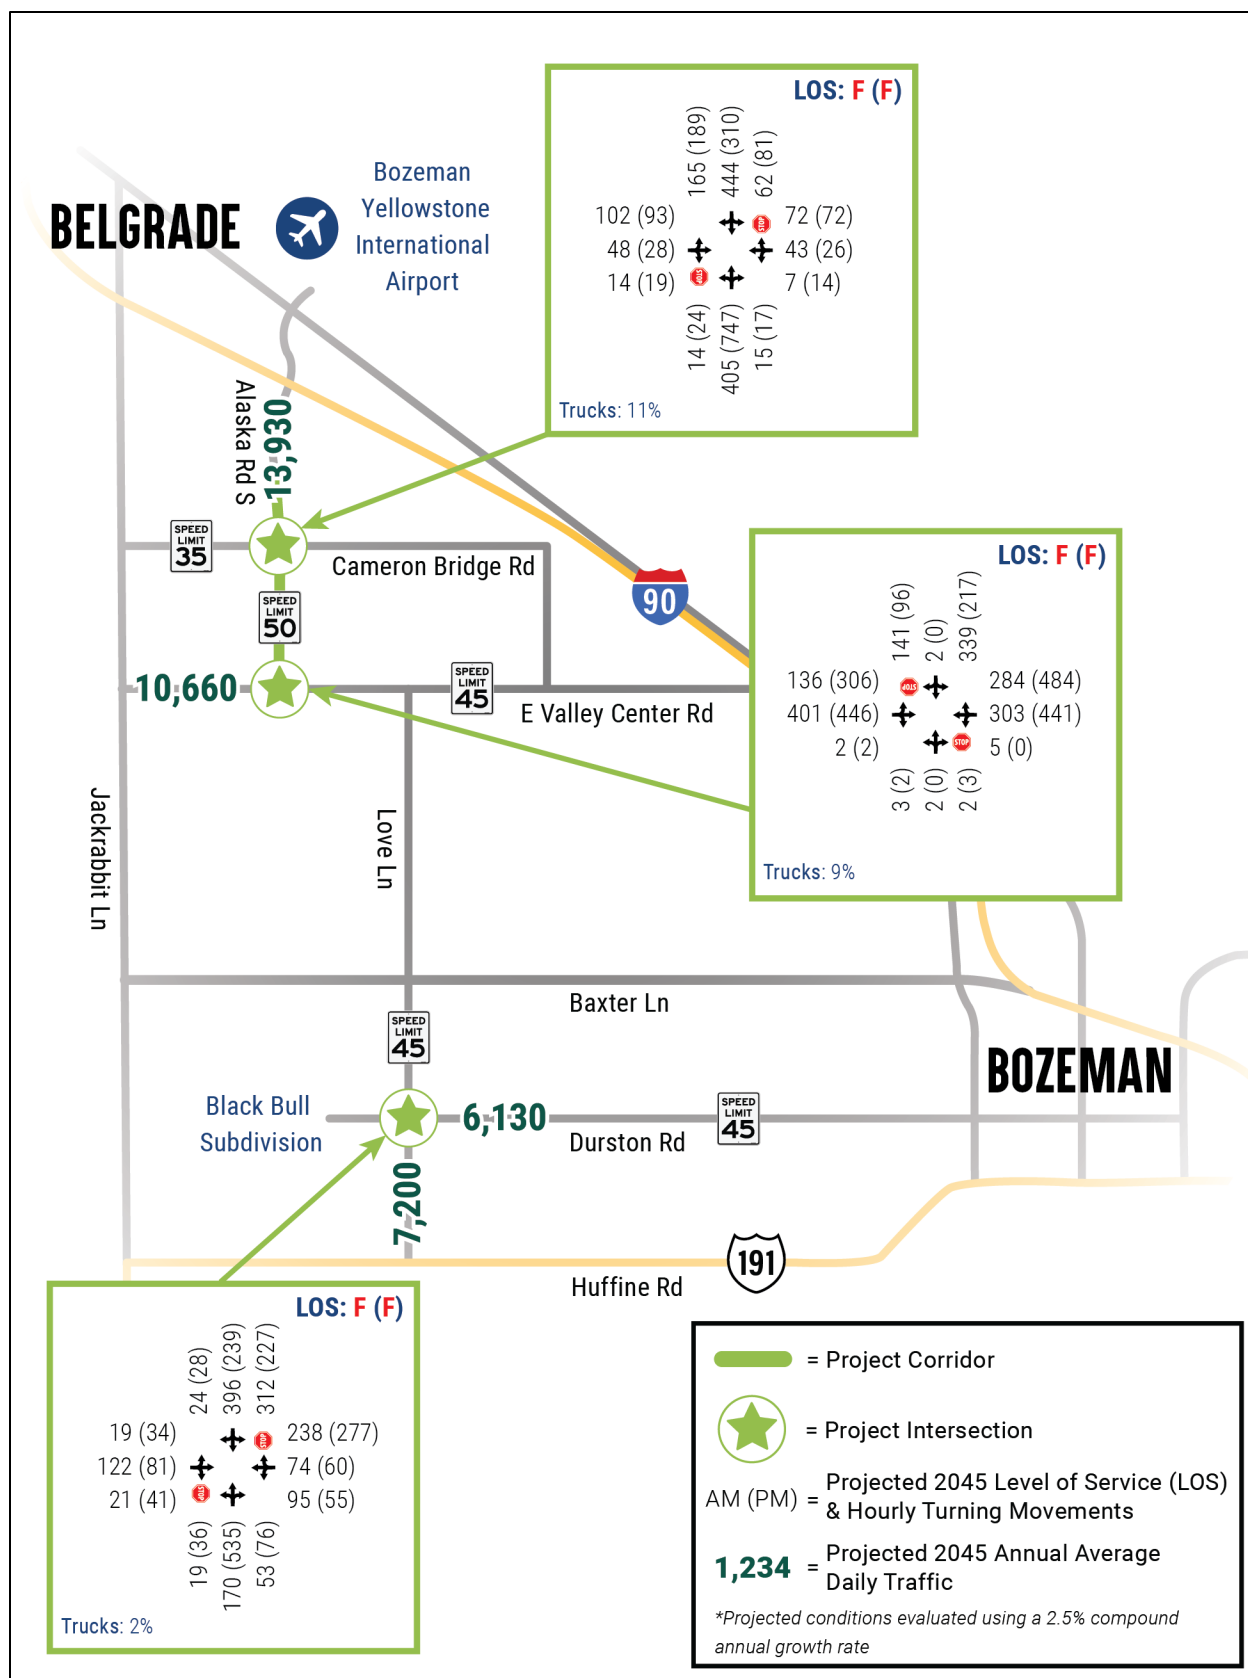 LOS: F (F)
165 (189)
444 (310)
62 (81)
102 (93)
48 (28)
14 (19)
STOP
STOP
72 (72)
43 (26)
7 (14)
14 (24)
405 (747)
15 (17)
Trucks: 11%
Bozeman
Yellowstone
International
Airport
BELGRADE
Alaska Rd S
13,930
SPEED
LIMIT
35
Cameron Bridge Rd
SPEED
LIMIT
50
90
10,660
SPEED
LIMIT
45
E Valley Center Rd
LOS: F (F)
141 (96)
2 (0)
339 (217)
136 (306)
401 (446)
2 (2)
STOP
STOP
284 (484)
303 (441)
5 (0)
3 (2)
2 (0)
2 (3)
Trucks: 9%
Jackrabbit Ln
Love Ln
Baxter Ln
SPEED
LIMIT
45
BOZEMAN
Black Bull
Subdivision
6,130
Durston Rd
SPEED
LIMIT
45
7,200
191
Huffine Rd
LOS: F (F)
24 (28)
396 (239)
312 (227)
19 (34)
122 (81)
21 (41)
STOP
STOP
238 (277)
74 (60)
95 (55)
19 (36)
170 (535)
53 (76)
Trucks: 2%
= Project Corridor
= Project Intersection
AM (PM) = Projected 2045 Level of Service (LOS)
& Hourly Turning Movements
1,234 = Projected 2045 Annual Average
Daily Traffic
*Projected conditions evaluated using a 2.5% compound
annual growth rate